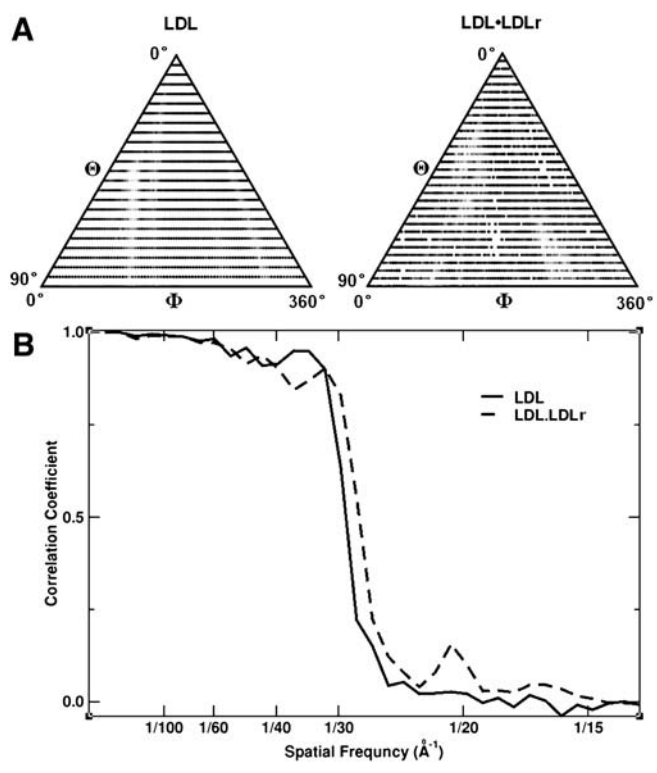 A
LDL
LDL•LDLr
0°
0°
Θ
Θ
90°
90°
0°
Φ
360°
0°
Φ
360°
B
1.0
0.5
0.0
Correlation Coefficient
LDL
LDL.LDLr
1/100
1/60
1/40
1/30
1/20
1/15
Spatial Frequncy (Å⁻¹)